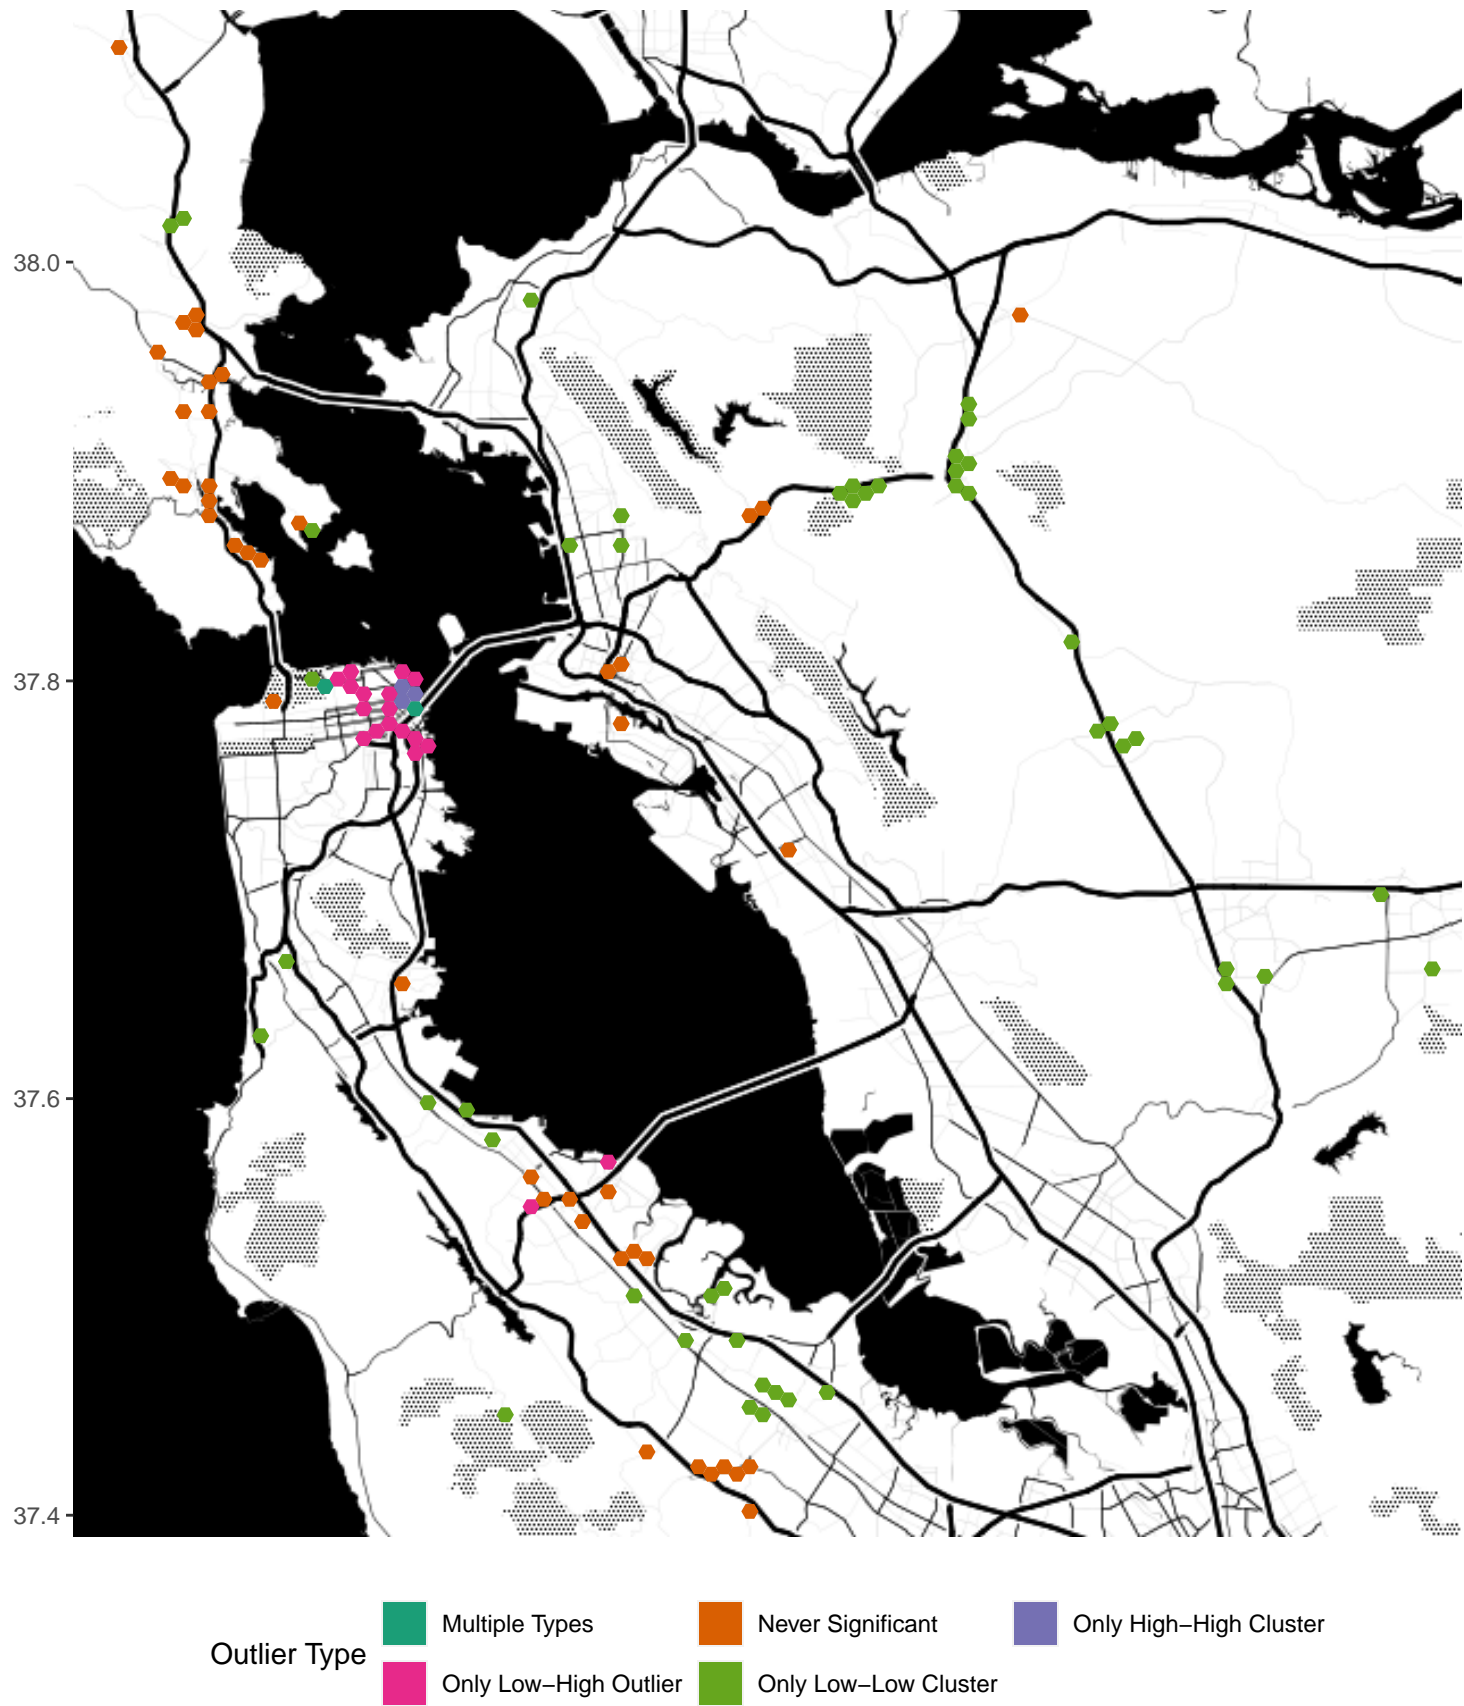 38.0
37.8
37.6
37.4
Outlier Type
Multiple Types
Never Significant
Only High−High Cluster
Only Low−High Outlier
Only Low−Low Cluster